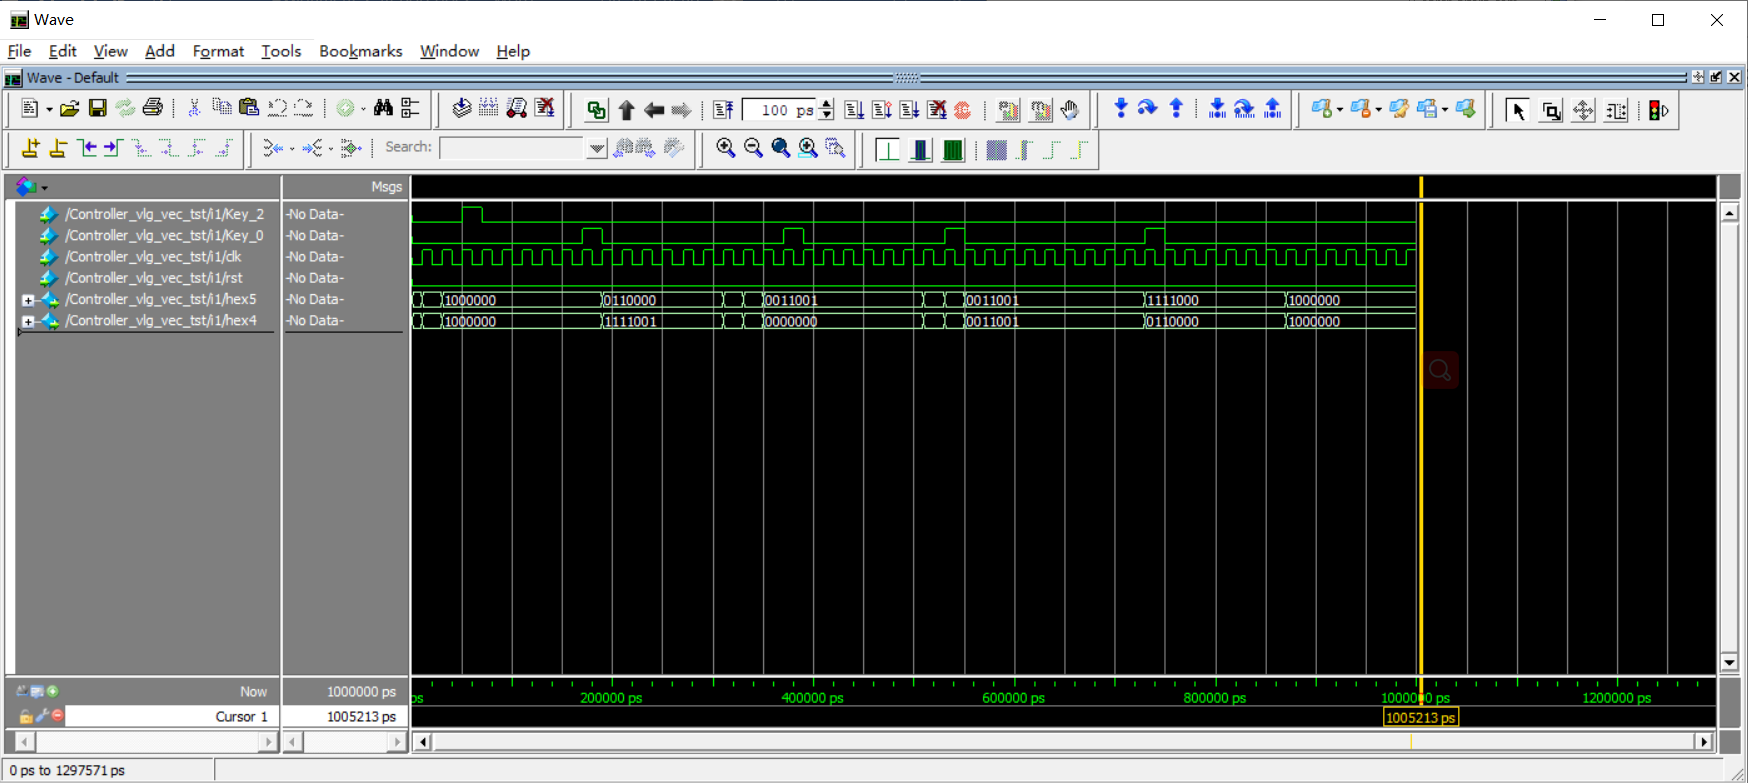 Wave
File Edit View Add Format Tools Bookmarks Window Help
Wave - Default
100 ps
Search:
Msgs
/Controller_vlg_vec_tst/i1/Key_2 -No Data-
/Controller_vlg_vec_tst/i1/Key_0 -No Data-
/Controller_vlg_vec_tst/i1/clk -No Data-
/Controller_vlg_vec_tst/i1/rst -No Data-
/Controller_vlg_vec_tst/i1/hex5 -No Data- 1000000 0110000 0011001 0011001 1111000 1000000
/Controller_vlg_vec_tst/i1/hex4 -No Data- 1000000 1111001 0000000 0011001 0110000 1000000
Now 1000000 ps ps 200000 ps 400000 ps 600000 ps 800000 ps 1000000 ps 1200000 ps
Cursor 1 1005213 ps 1005213 ps
0 ps to 1297571 ps